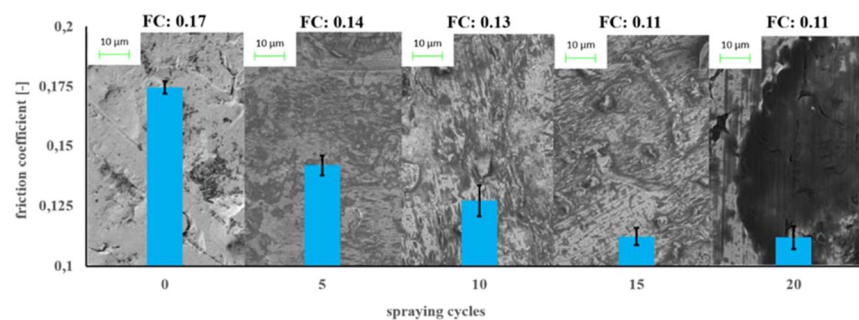 FC: 0.17 FC: 0.14 FC: 0.13 FC: 0.11 FC: 0.11
0,2
10 µm 10 µm 10 µm 10 µm 10 µm
0,175
0,15
0,125
0,1
friction coefficient [-]
0 5 10 15 20
spraying cycles